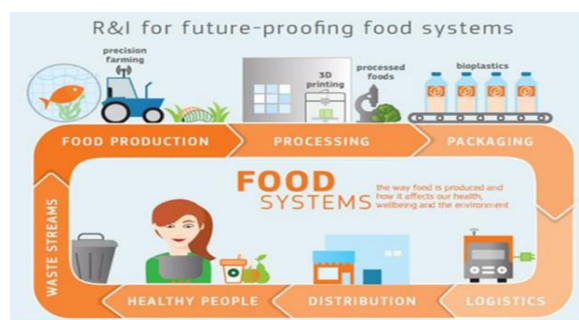 R&I for future-proofing food systems
precision
farming
3D
printing
processed
foods
bioplastics
FOOD PRODUCTION
PROCESSING
PACKAGING
FOOD
SYSTEMS
the way food is produced and
how it affects our health,
wellbeing and the environment
WASTE STREAMS
HEALTHY PEOPLE
DISTRIBUTION
LOGISTICS